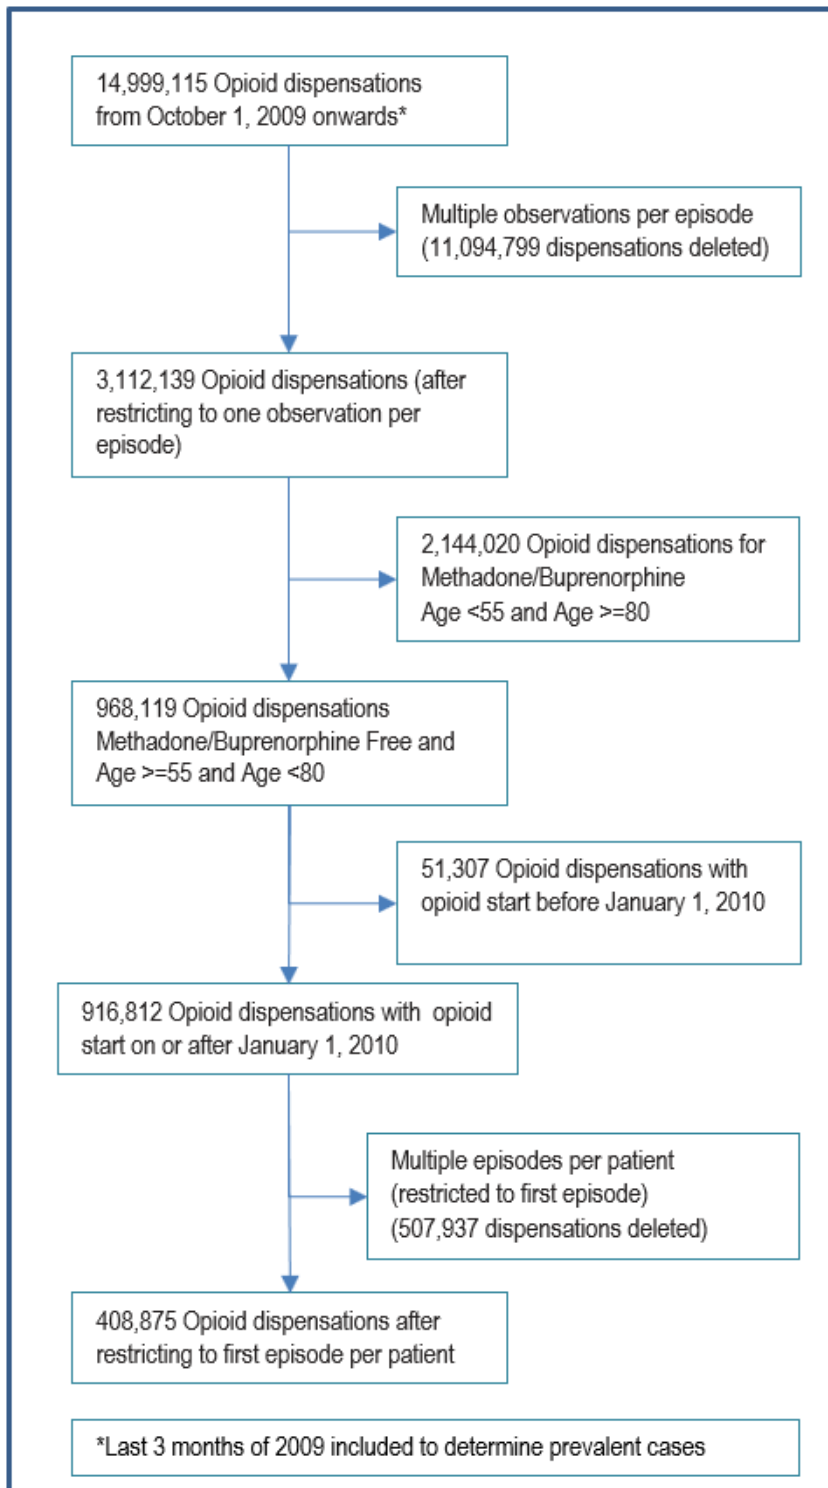 14,999,115 Opioid dispensations
from October 1, 2009 onwards*
Multiple observations per episode
(11,094,799 dispensations deleted)
3,112,139 Opioid dispensations (after
restricting to one observation per
episode)
2,144,020 Opioid dispensations for
Methadone/Buprenorphine
Age <55 and Age >=80
968,119 Opioid dispensations
Methadone/Buprenorphine Free and
Age >=55 and Age <80
51,307 Opioid dispensations with
opioid start before January 1, 2010
916,812 Opioid dispensations with opioid
start on or after January 1, 2010
Multiple episodes per patient
(restricted to first episode)
(507,937 dispensations deleted)
408,875 Opioid dispensations after
restricting to first episode per patient
*Last 3 months of 2009 included to determine prevalent cases